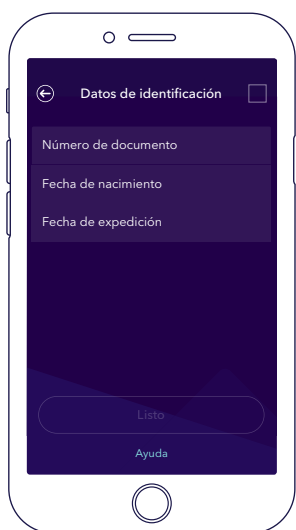 Datos de identificación
Número de documento
Fecha de nacimiento
Fecha de expedición
Listo
Ayuda